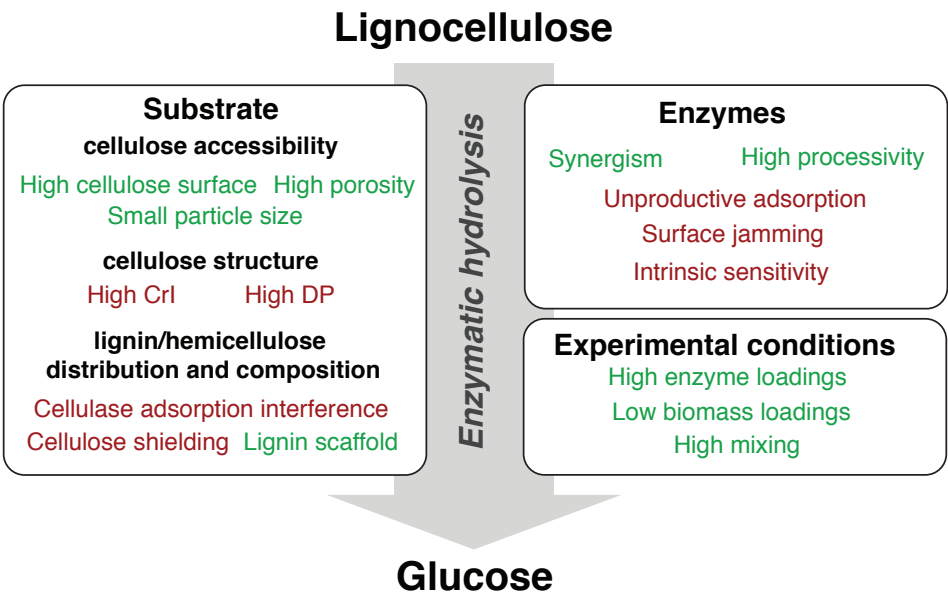 Lignocellulose
Substrate
cellulose accessibility
High cellulose surface High porosity
Small particle size
cellulose structure
High CrI High DP
lignin/hemicellulose
distribution and composition
Cellulase adsorption interference
Cellulose shielding Lignin scaffold
Enzymatic hydrolysis
Enzymes
Synergism High processivity
Unproductive adsorption
Surface jamming
Intrinsic sensitivity
Experimental conditions
High enzyme loadings
Low biomass loadings
High mixing
Glucose